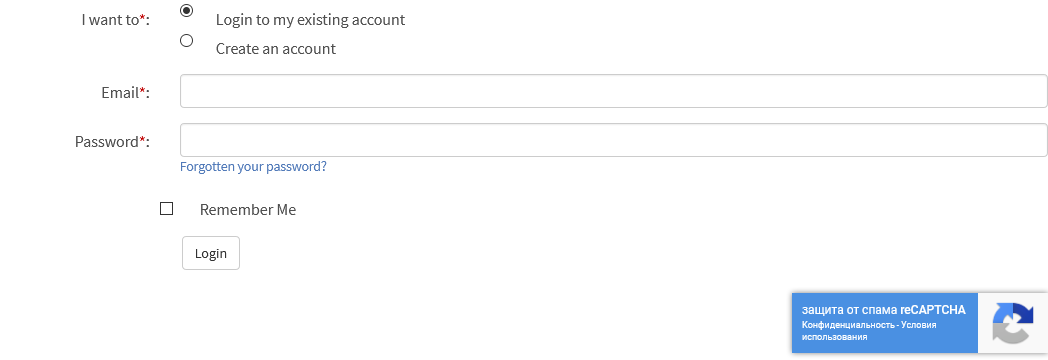 I want to*:
Login to my existing account
Create an account
Email*:
Password*:
Forgotten your password?
Remember Me
Login
защита от спама reCAPTCHA
Конфиденциальность - Условия
использования